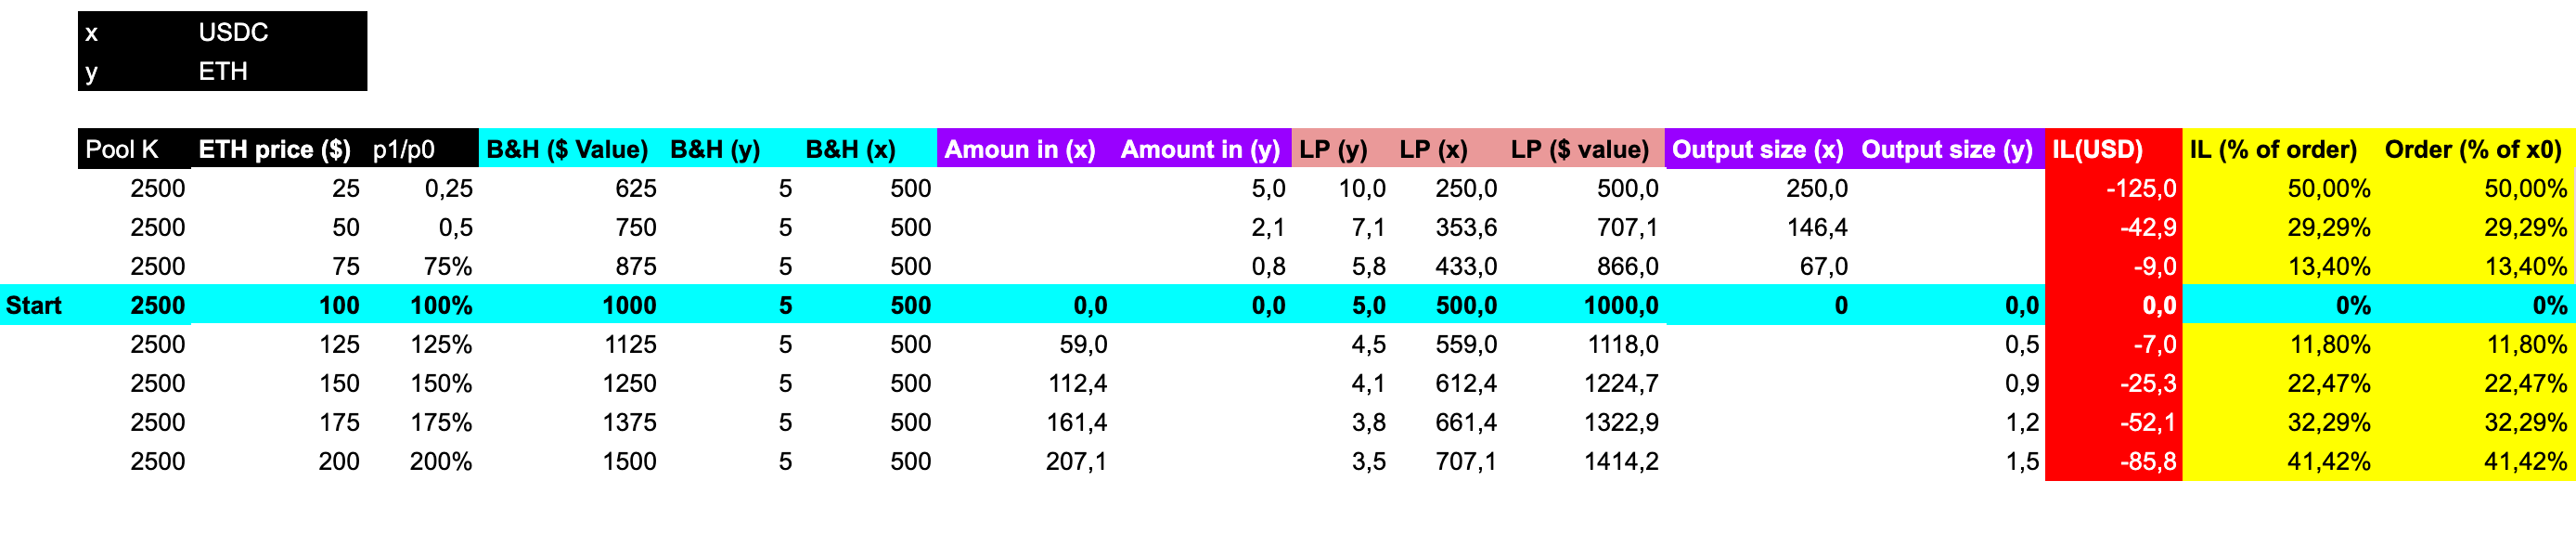 x USDC
y ETH
Pool K ETH price ($) p1/p0 B&H ($ Value) B&H (y) B&H (x) Amoun in (x) Amount in (y) LP (y) LP (x) LP ($ value) Output size (x) Output size (y) IL(USD) IL (% of order) Order (% of x0)
2500 25 0,25 625 5 500 5,0 10,0 250,0 500,0 250,0 -125,0 50,00% 50,00%
2500 50 0,5 750 5 500 2,1 7,1 353,6 707,1 146,4 -42,9 29,29% 29,29%
2500 75 75% 875 5 500 0,8 5,8 433,0 866,0 67,0 -9,0 13,40% 13,40%
Start 2500 100 100% 1000 5 500 0,0 0,0 5,0 500,0 1000,0 0 0,0 0,0 0% 0%
2500 125 125% 1125 5 500 59,0 4,5 559,0 1118,0 0,5 -7,0 11,80% 11,80%
2500 150 150% 1250 5 500 112,4 4,1 612,4 1224,7 0,9 -25,3 22,47% 22,47%
2500 175 175% 1375 5 500 161,4 3,8 661,4 1322,9 1,2 -52,1 32,29% 32,29%
2500 200 200% 1500 5 500 207,1 3,5 707,1 1414,2 1,5 -85,8 41,42% 41,42%